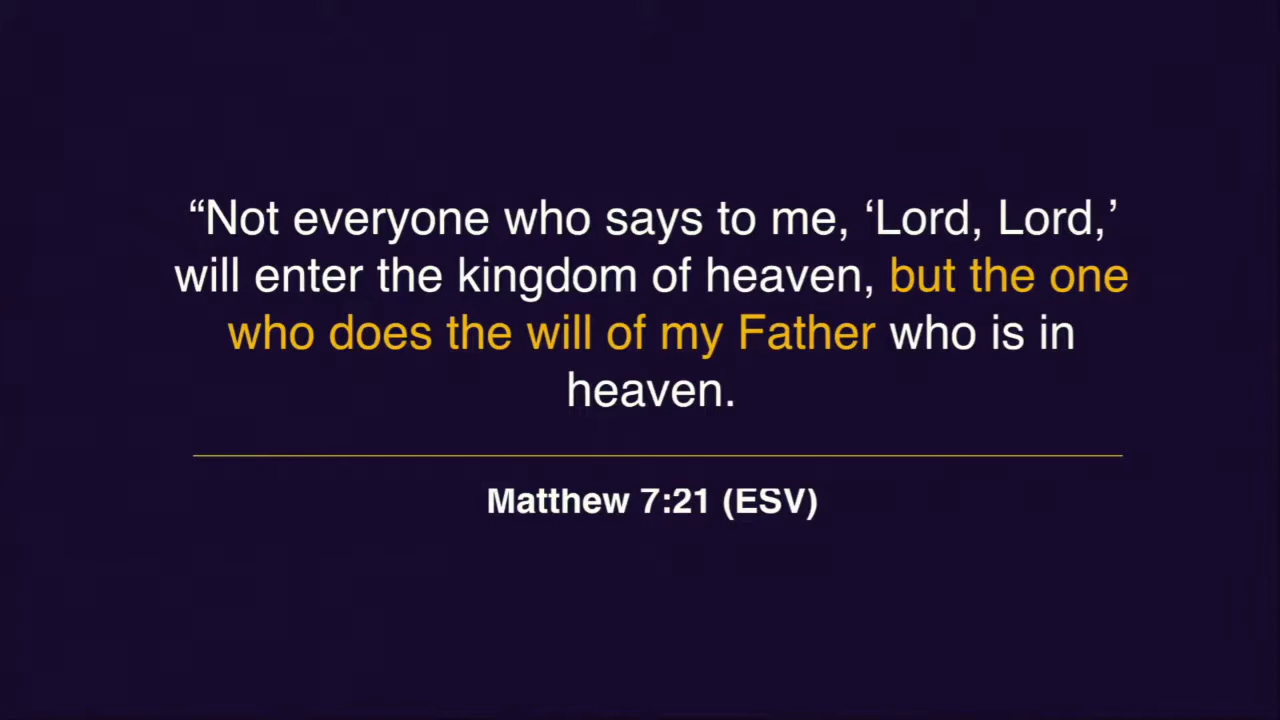 “Not everyone who says to me, ‘Lord, Lord,’
will enter the kingdom of heaven, but the one
who does the will of my Father who is in
heaven.
Matthew 7:21 (ESV)